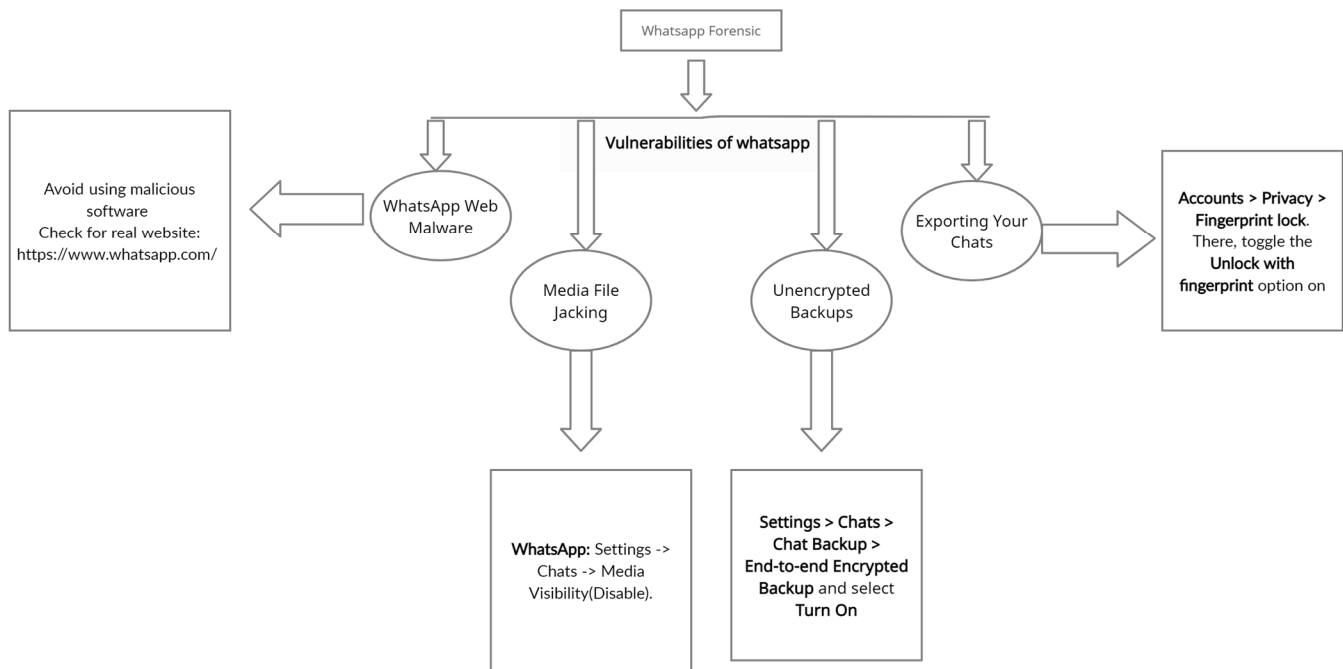 Whatsapp Forensic
Vulnerabilities of whatsapp
Avoid using malicious
software
Check for real website:
https://www.whatsapp.com/
WhatsApp Web
Malware
Media File
Jacking
Unencrypted
Backups
Exporting Your
Chats
Accounts > Privacy >
Fingerprint lock.
There, toggle the
Unlock with
fingerprint option on
WhatsApp: Settings ->
Chats -> Media
Visibility(Disable).
Settings > Chats >
Chat Backup >
End-to-end Encrypted
Backup and select
Turn On